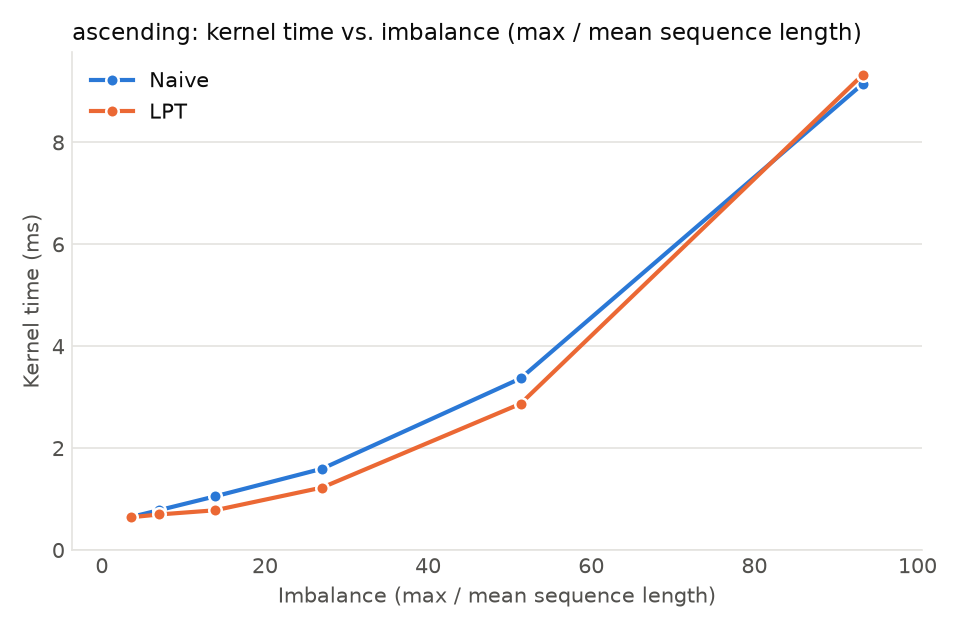 ascending: kernel time vs. imbalance (max / mean sequence length)
Naive
LPT
Kernel time (ms)
8
6
4
2
0
0 20 40 60 80 100
Imbalance (max / mean sequence length)